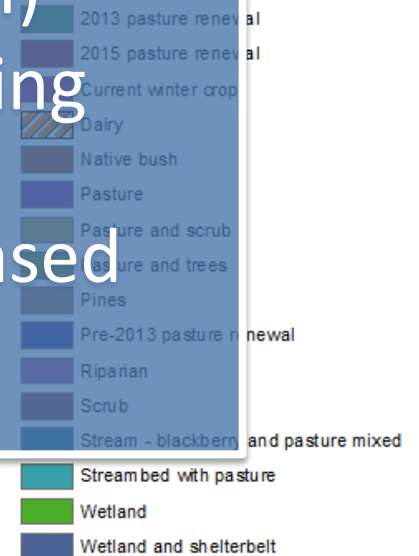 2013 pasture renewal
2015 pasture renewal
ing
Current winter crop
Dairy
Native bush
Pasture
Pasture and scrub
ased
Pasture and trees
Pines
Pre-2013 pasture renewal
Riparian
Scrub
Stream - blackberry and pasture mixed
Streambed with pasture
Wetland
Wetland and shelterbelt